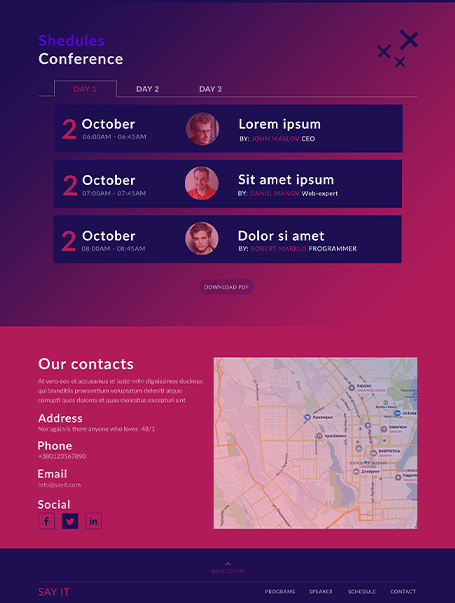 Shedules
Conference
DAY 1
DAY 2
DAY 3
2
October
06:00AM - 06:45AM
Lorem ipsum
BY: JOHN MASLOV CEO
2
October
07:00AM - 07:45AM
Sit amet ipsum
BY: DANIIL IVANOV Web-expert
2
October
08:00AM - 08:45AM
Dolor si amet
BY: ROBERT MARKUS PROGRAMMER
DOWNLOAD PDF
Our contacts
At vero eos et accusamus et iusto odio dignissimos ducimus
qui blanditiis praesentium voluptatum deleniti atque
corrupti quos dolores et quas molestias excepturi sint
Address
Nor again is there anyone who loves 48/1
Phone
+380123567890
Email
info@sayit.com
Social
BACK TO TOP
SAY IT
PROGRAMS
SPEAKER
SCHEDULE
CONTACT